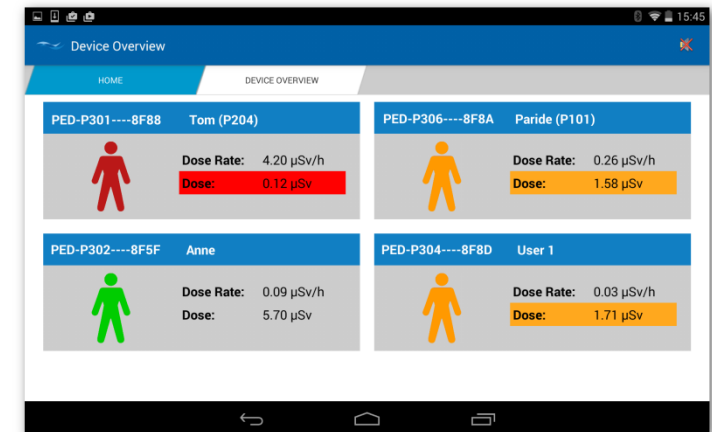 15:45
Device Overview
HOME
DEVICE OVERVIEW
PED-P301----8F88 Tom (P204)
Dose Rate: 4.20 µSv/h
Dose: 0.12 µSv
PED-P306----8F8A Paride (P101)
Dose Rate: 0.26 µSv/h
Dose: 1.58 µSv
PED-P302----8F5F Anne
Dose Rate: 0.09 µSv/h
Dose: 5.70 µSv
PED-P304----8F8D User 1
Dose Rate: 0.03 µSv/h
Dose: 1.71 µSv